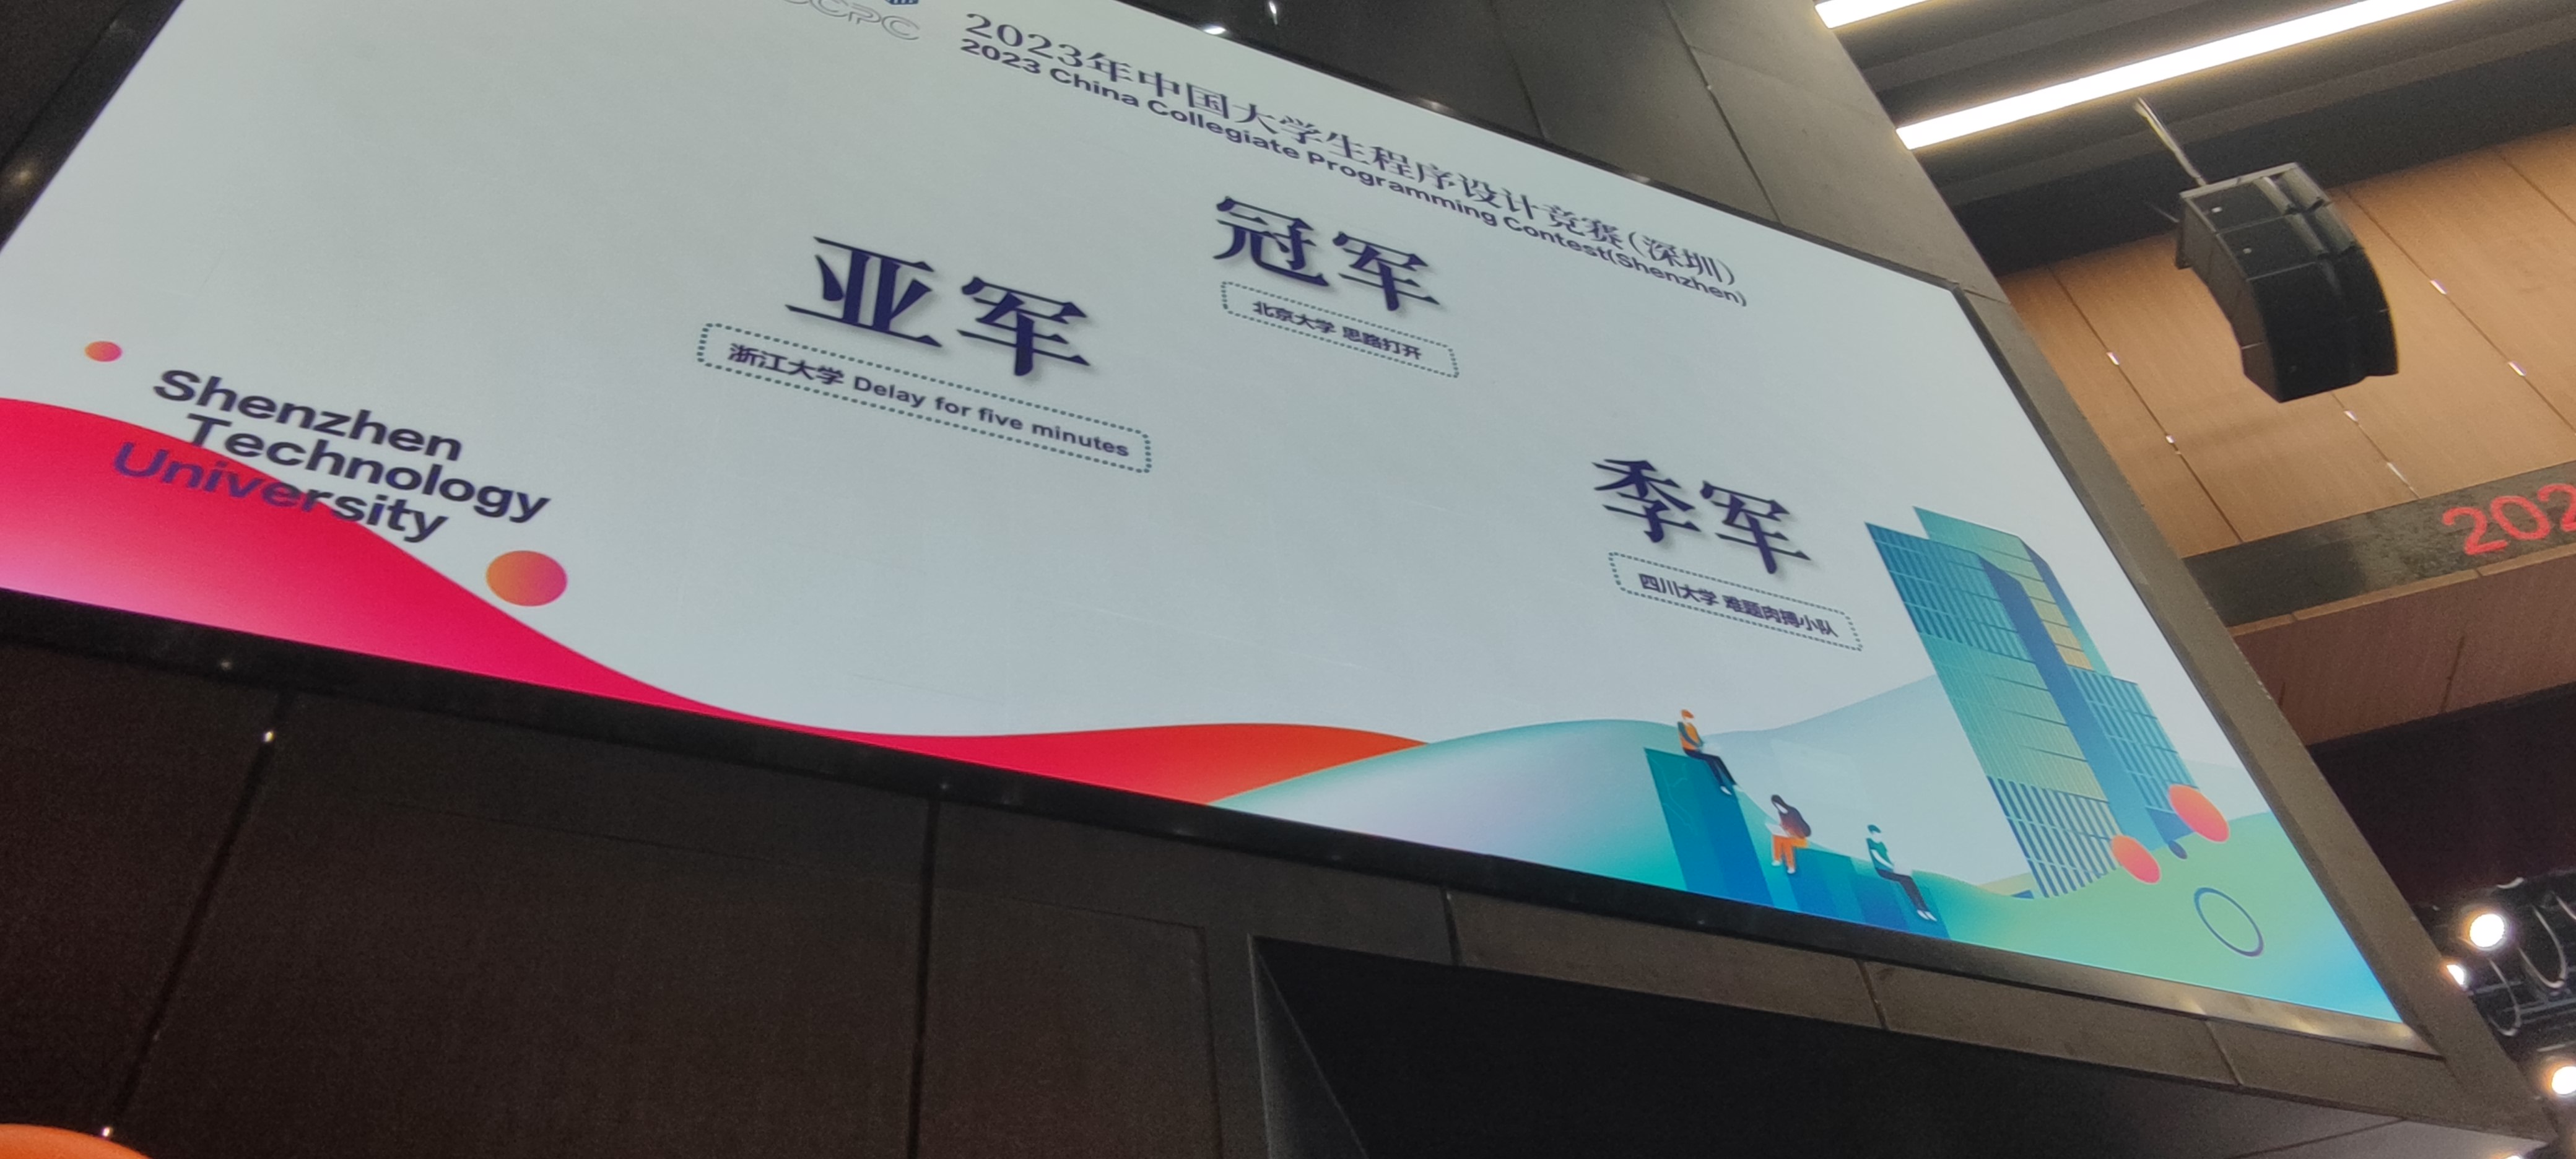 CCPC
2023年中国大学生程序设计竞赛(深圳)
2023 China Collegiate Programming Contest(Shenzhen)
冠军
北京大学 思路打开
亚军
浙江大学 Delay for five minutes
季军
四川大学 难题肉搏小队
Shenzhen
Technology
University
202